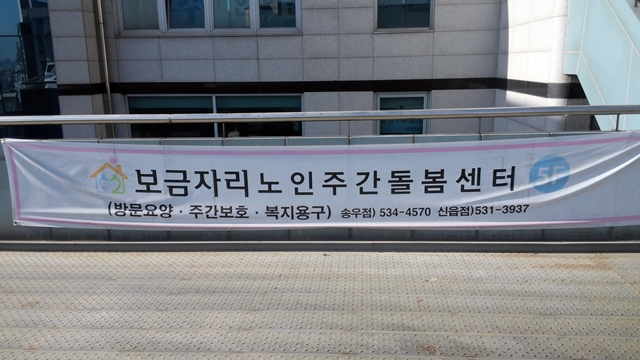 보금자리노인주간돌봄센터 5F
(방문요양 · 주간보호 · 복지용구) 송우점) 534-4570 신읍점)531-3937